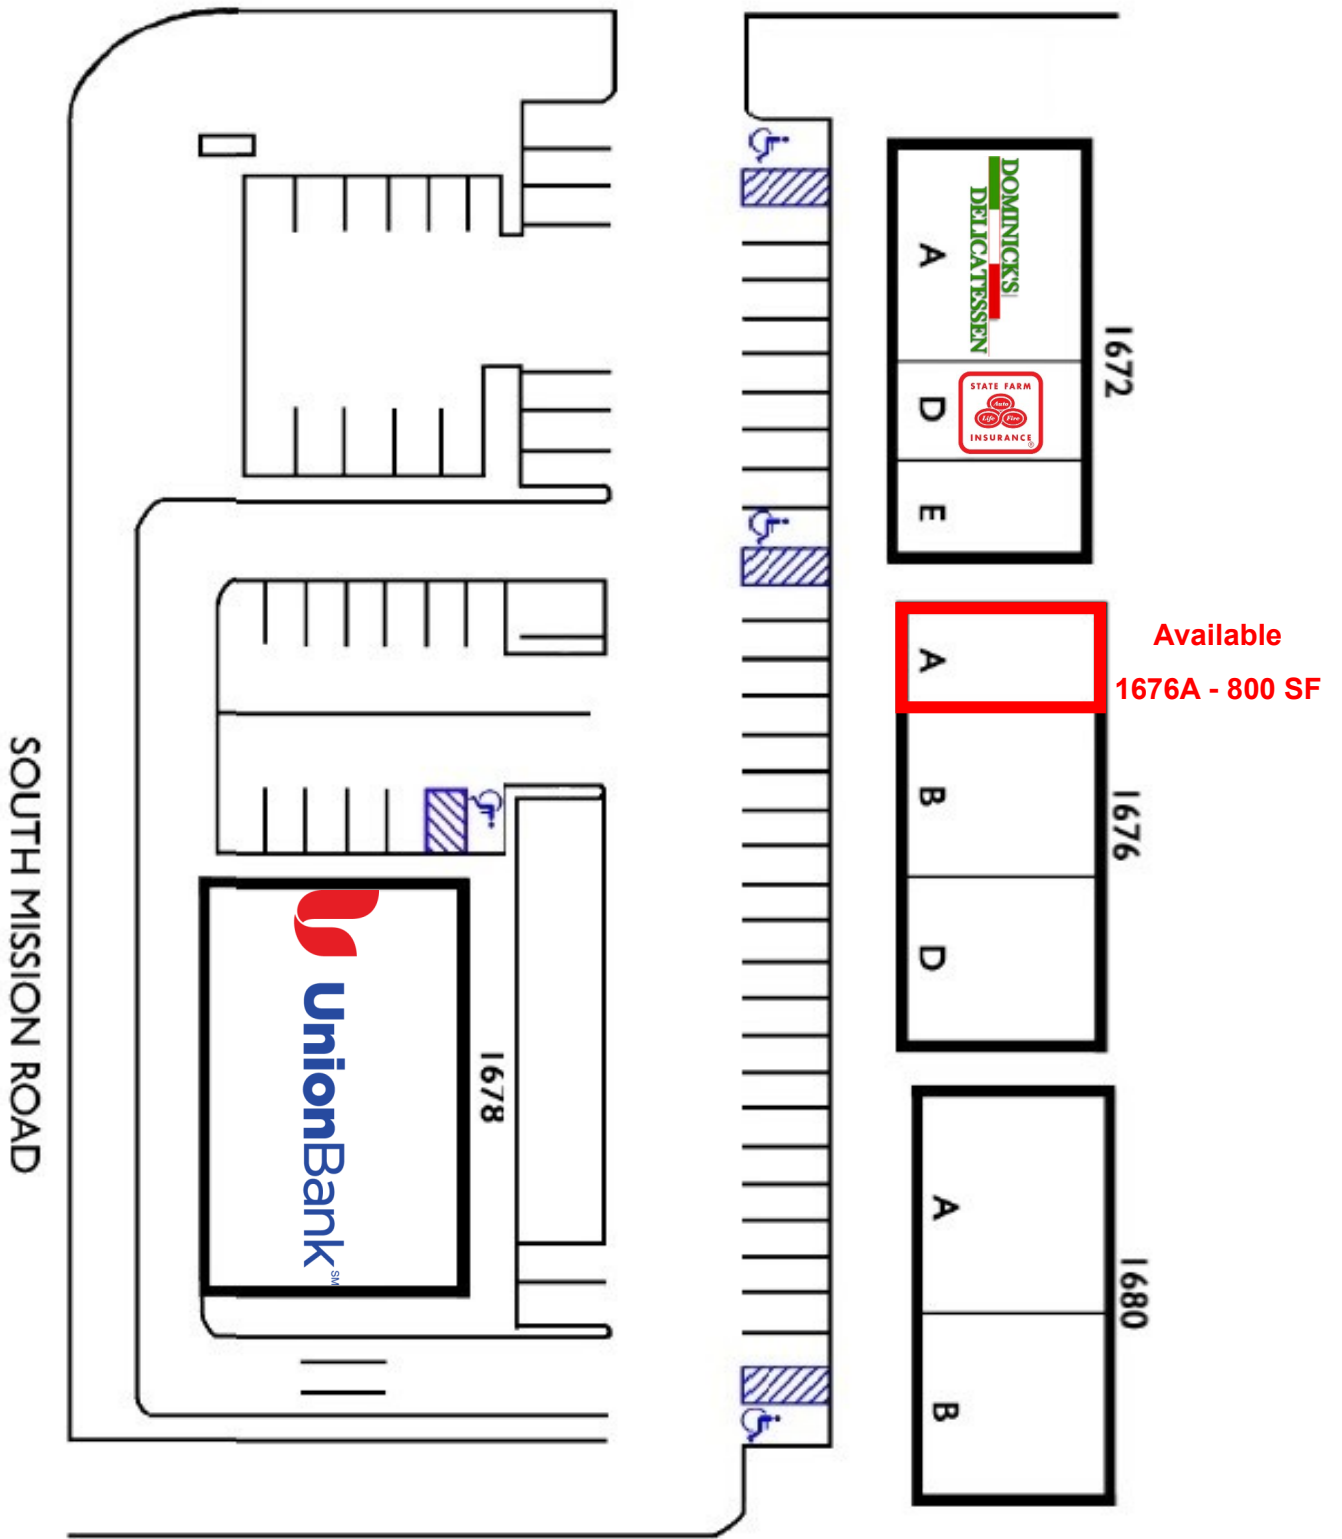 DOMINICK'S
DELICATESSEN
A
1672
STATE FARM
Auto
Life
Fire
INSURANCE®
D
E
Available
1676A - 800 SF
A
B
1676
D
SOUTH MISSION ROAD
UnionBank℠
1678
A
1680
B